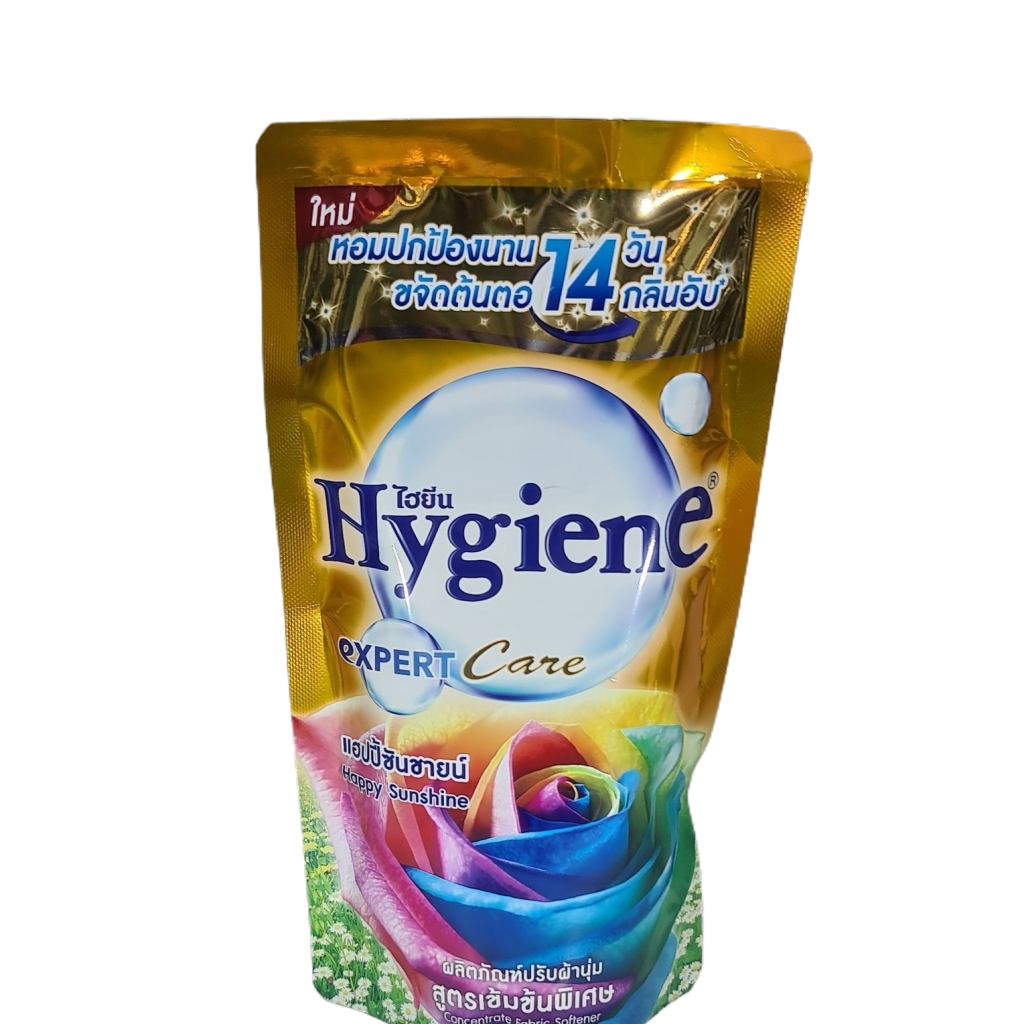 ใหม่
หอมปกป้องนาน 14 วัน
ขจัดต้นตอ 14 กลิ่นอับ*
ไฮยีน
Hygiene®
EXPERT Care
แฮปปี้ซันชายน์
Happy Sunshine
ผลิตภัณฑ์ปรับผ้านุ่ม
สูตรเข้มข้นพิเศษ
Concentrate Fabric Softener